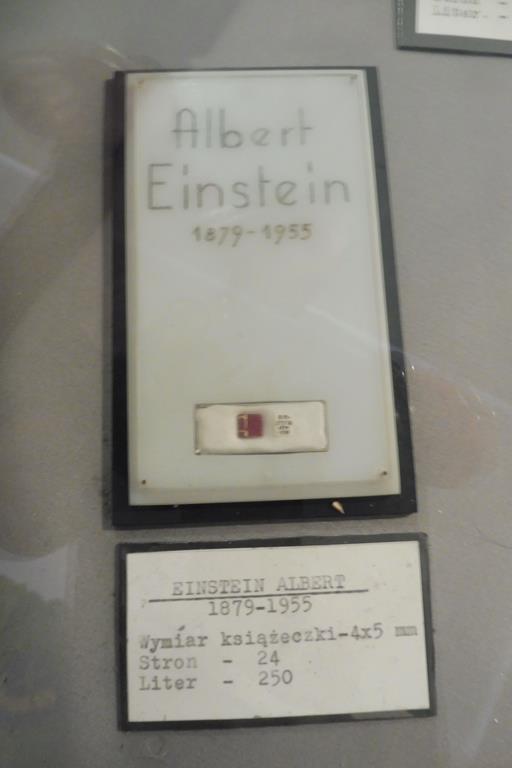 Albert
Einstein
1879-1955
EINSTEIN ALBERT
1879-1955
Wymiar książeczki-4x5 mm
Stron - 24
Liter - 250